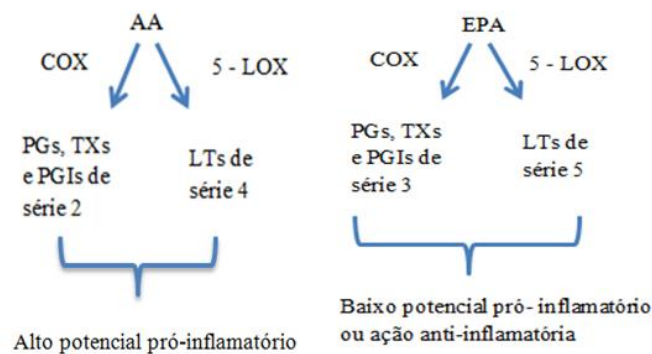 AA
COX
5 - LOX
PGs, TXs
e PGIs de
série 2
LTs de
série 4
Alto potencial pró-inflamatório
EPA
COX
5 - LOX
PGs, TXs
e PGIs de
série 3
LTs de
série 5
Baixo potencial pró- inflamatório
ou ação anti-inflamatória